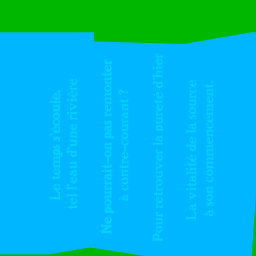 Le temps s'écoule,
tel l'eau d'une rivière
Ne pourrait-on pas remonter
à contre-courant ?
Pour retrouver la pureté d'hier
La vitalité de la source
à son commencement.